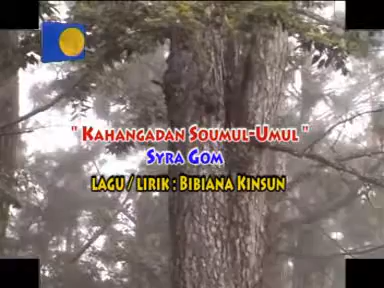 " Kahangadan Soumul-Umul "
Syra Gom
Lagu / Lirik : Bibiana Kinsun